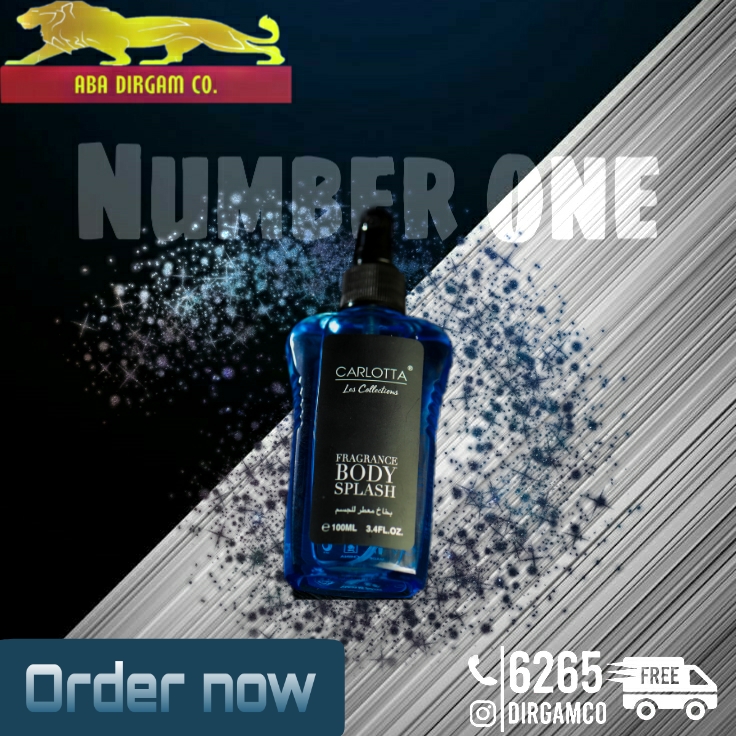 ABA DIRGAM CO.
NUMBER ONE
CARLOTTA®
Les Collections
FRAGRANCE
BODY
SPLASH
بخاخ معطر للجسم
℮ 100ML 3.4FL.OZ.
Order now
6265
FREE
DIRGAMCO